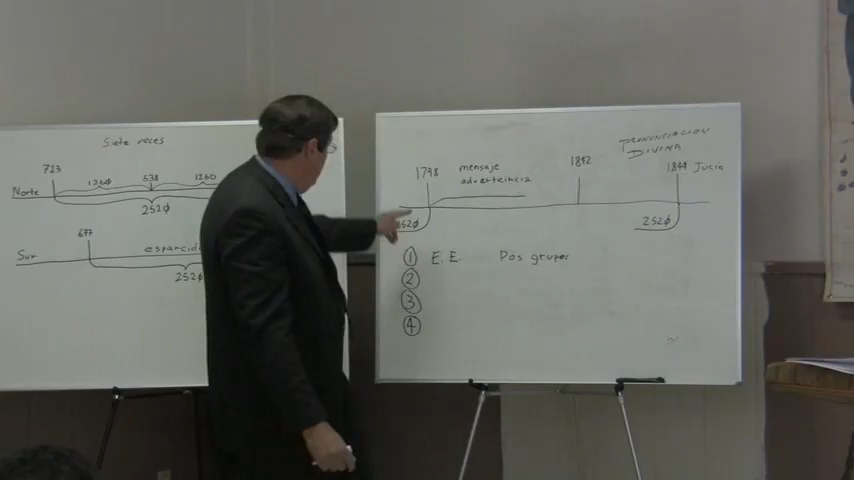 Siete veces
723
1260 538 1260
Norte
2520
677
Sur esparcido
2520
PRONUNCIACION
DIVINA
1798 mensaje 1842 1844 Juicio
advertencia
2520 2520
1 E. E. Dos grupos
2
3
4